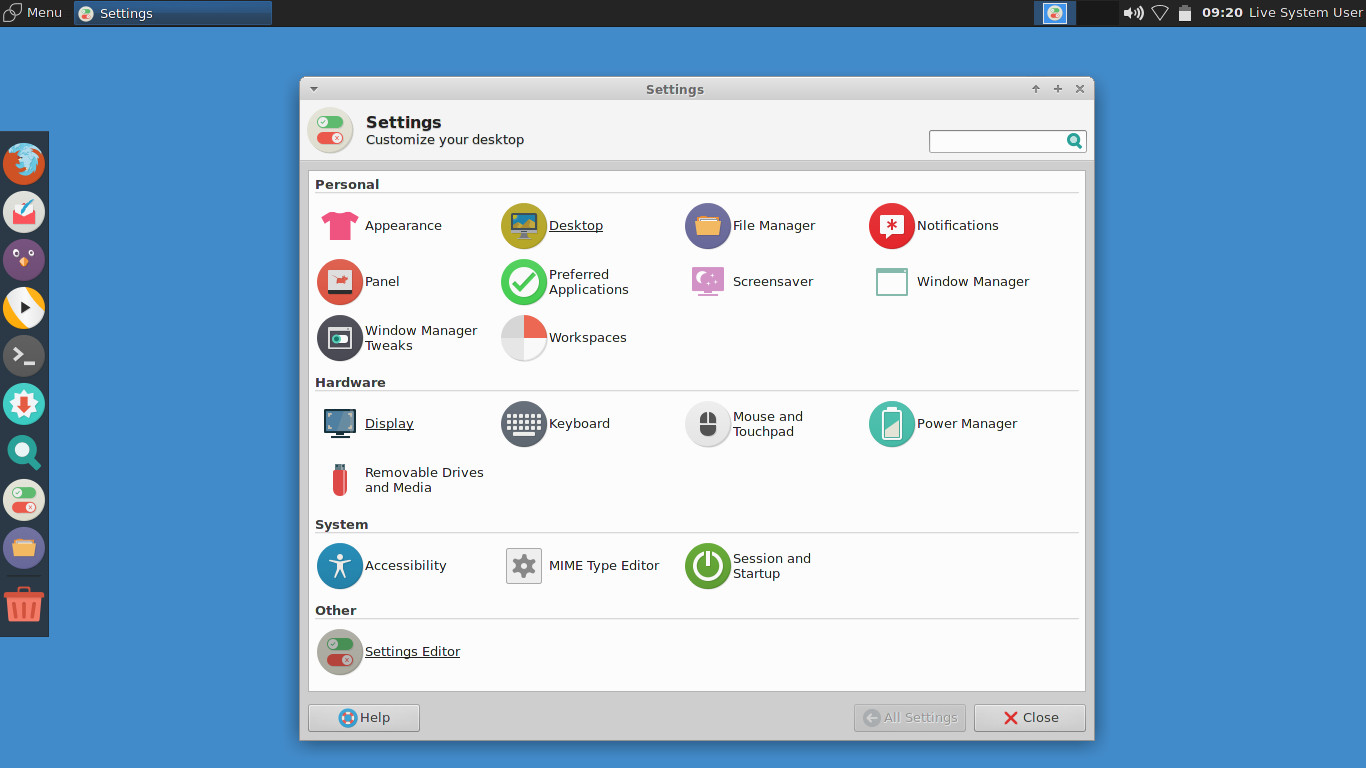 Menu
Settings
09:20 Live System User
Settings
Settings
Customize your desktop
Personal
Appearance
Desktop
File Manager
Notifications
Panel
Preferred
Applications
Screensaver
Window Manager
Window Manager
Tweaks
Workspaces
Hardware
Display
Keyboard
Mouse and
Touchpad
Power Manager
Removable Drives
and Media
System
Accessibility
MIME Type Editor
Session and
Startup
Other
Settings Editor
Help
All Settings
Close